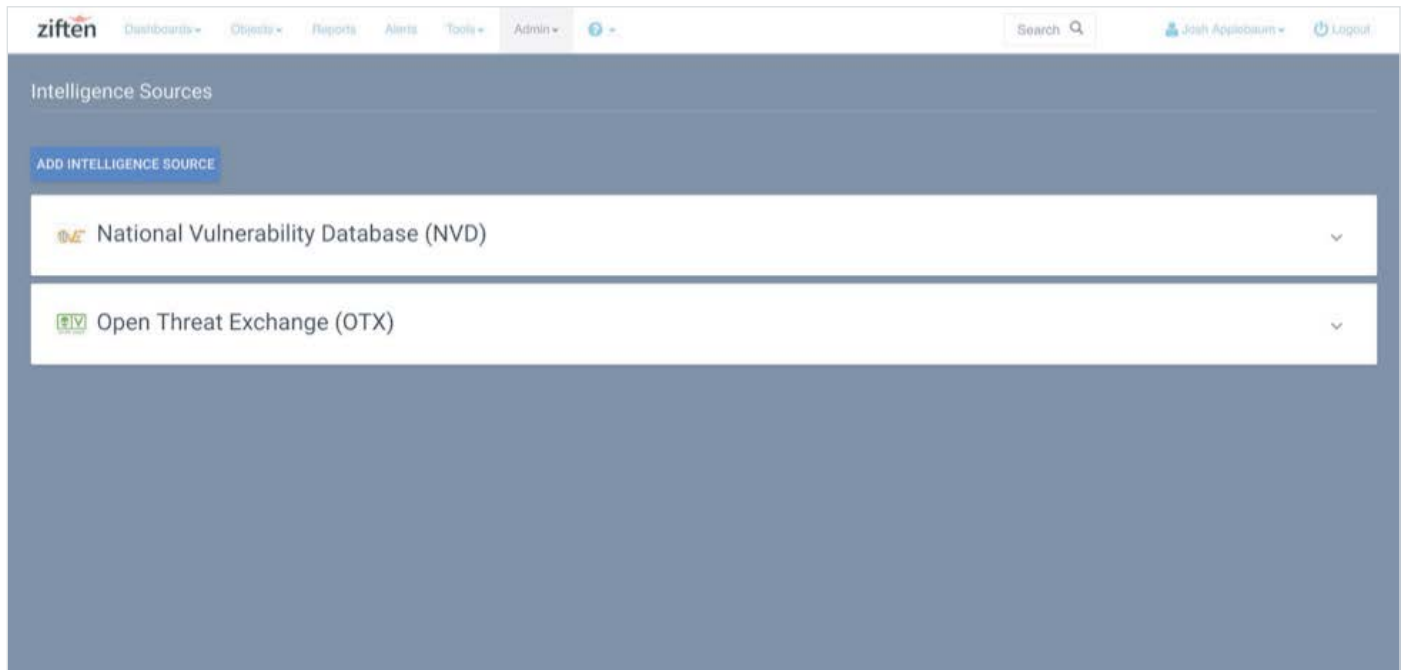 ziften Dashboards Objects Reports Alerts Tools Admin ? Search Josh Applebaum Logout
Intelligence Sources
ADD INTELLIGENCE SOURCE
National Vulnerability Database (NVD)
Open Threat Exchange (OTX)